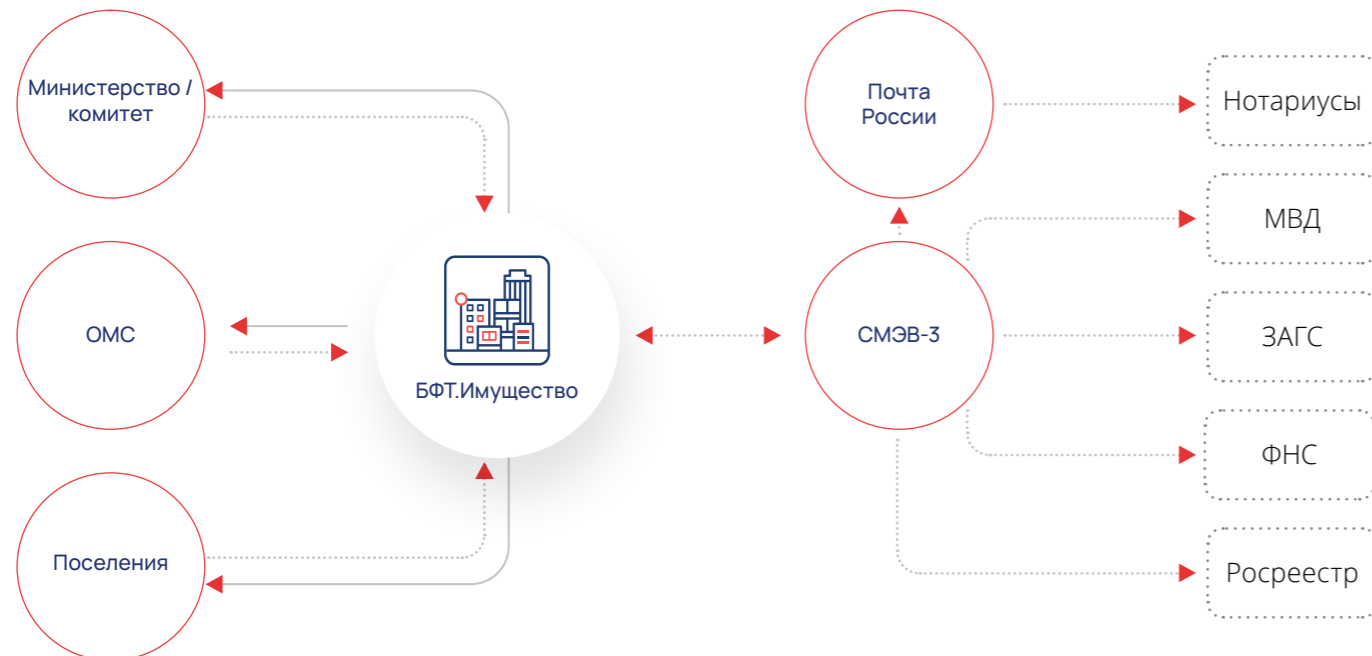 Министерство /
комитет
ОМС
Поселения
БФТ.Имущество
Почта
России
СМЭВ-3
Нотариусы
МВД
ЗАГС
ФНС
Росреестр